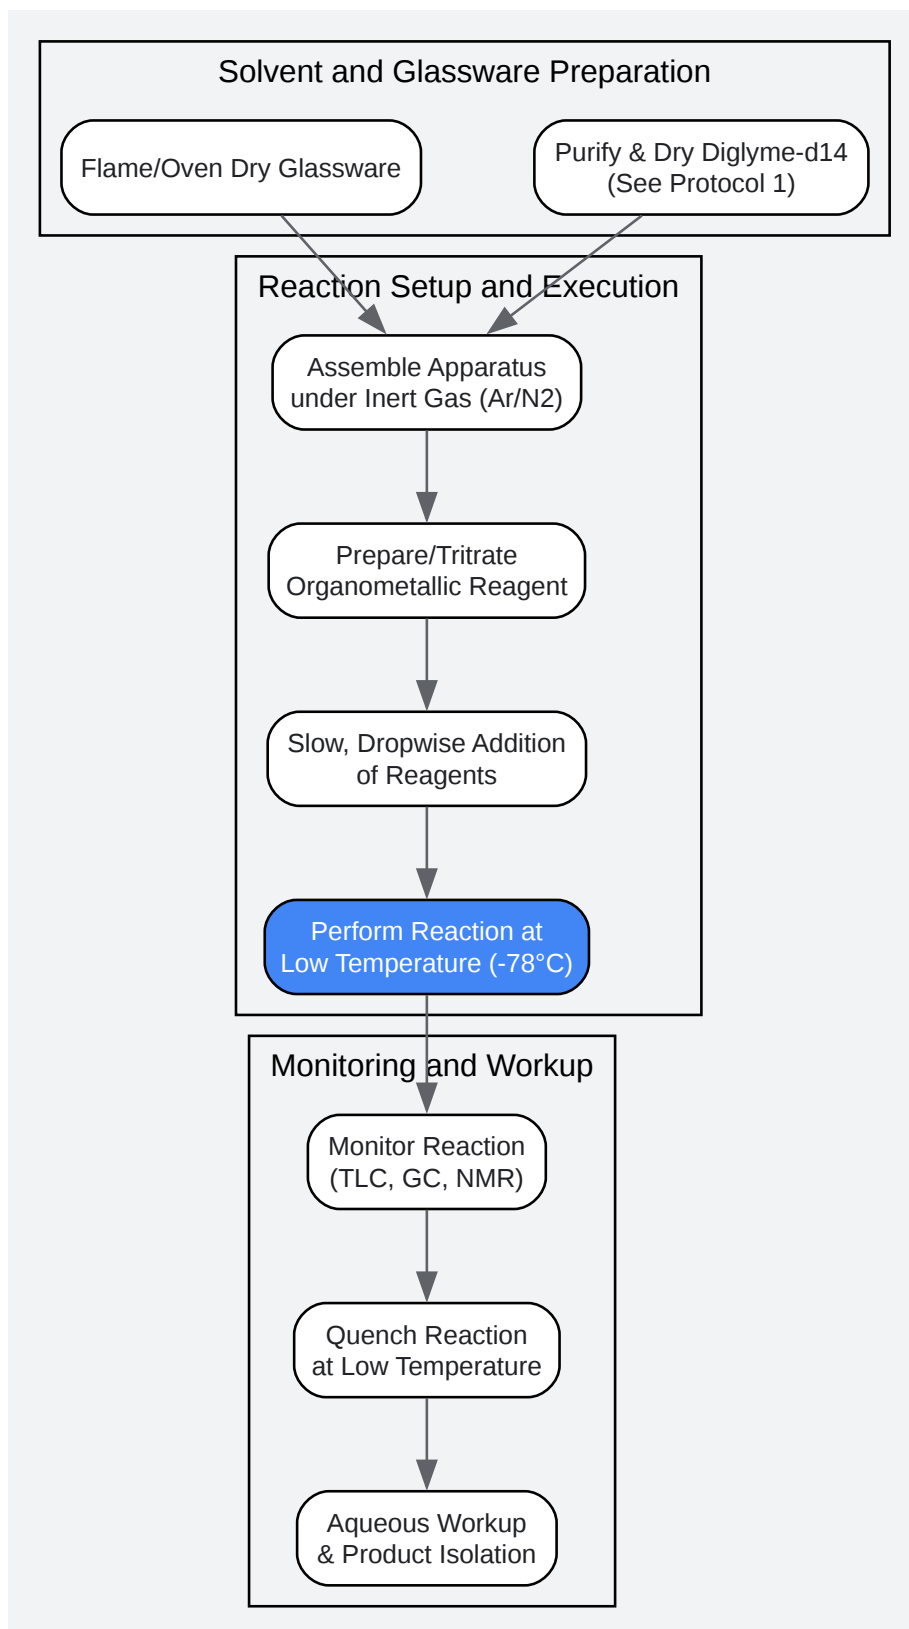 Solvent and Glassware Preparation
Flame/Oven Dry Glassware
Purify & Dry Diglyme-d14
(See Protocol 1)
Reaction Setup and Execution
Assemble Apparatus
under Inert Gas (Ar/N2)
Prepare/Tritrate
Organometallic Reagent
Slow, Dropwise Addition
of Reagents
Perform Reaction at
Low Temperature (-78°C)
Monitoring and Workup
Monitor Reaction
(TLC, GC, NMR)
Quench Reaction
at Low Temperature
Aqueous Workup
& Product Isolation